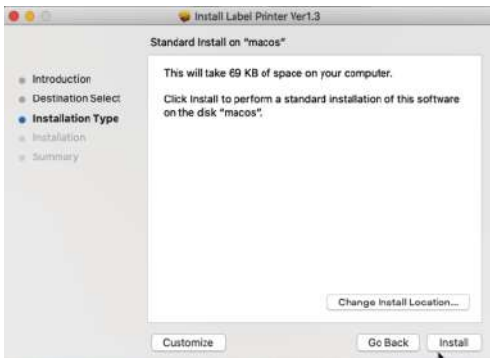 Install Label Printer Ver1.3
Standard Install on "macos"
Introduction
Destination Select
Installation Type
Installation
Summary
This will take 69 KB of space on your computer.
Click Install to perform a standard installation of this software
on the disk "macos".
Change Install Location...
Customize
Go Back
Install